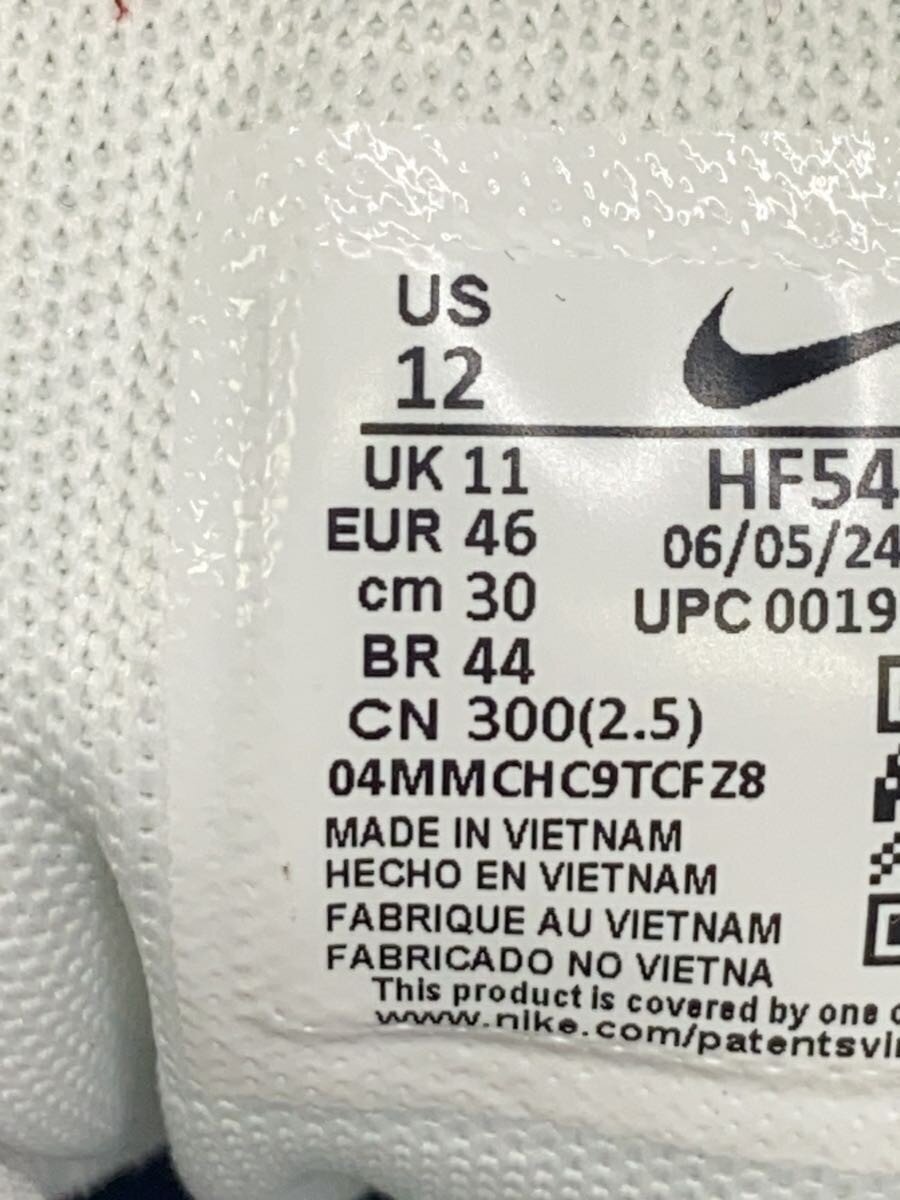 US
12
UK 11
EUR 46
cm 30
BR 44
CN 300(2.5)
HF54
06/05/24
UPC 0019
04MMCHC9TCFZ8
MADE IN VIETNAM
HECHO EN VIETNAM
FABRIQUE AU VIETNAM
FABRICADO NO VIETNA
This product is covered by one
www.nike.com/patentsvi